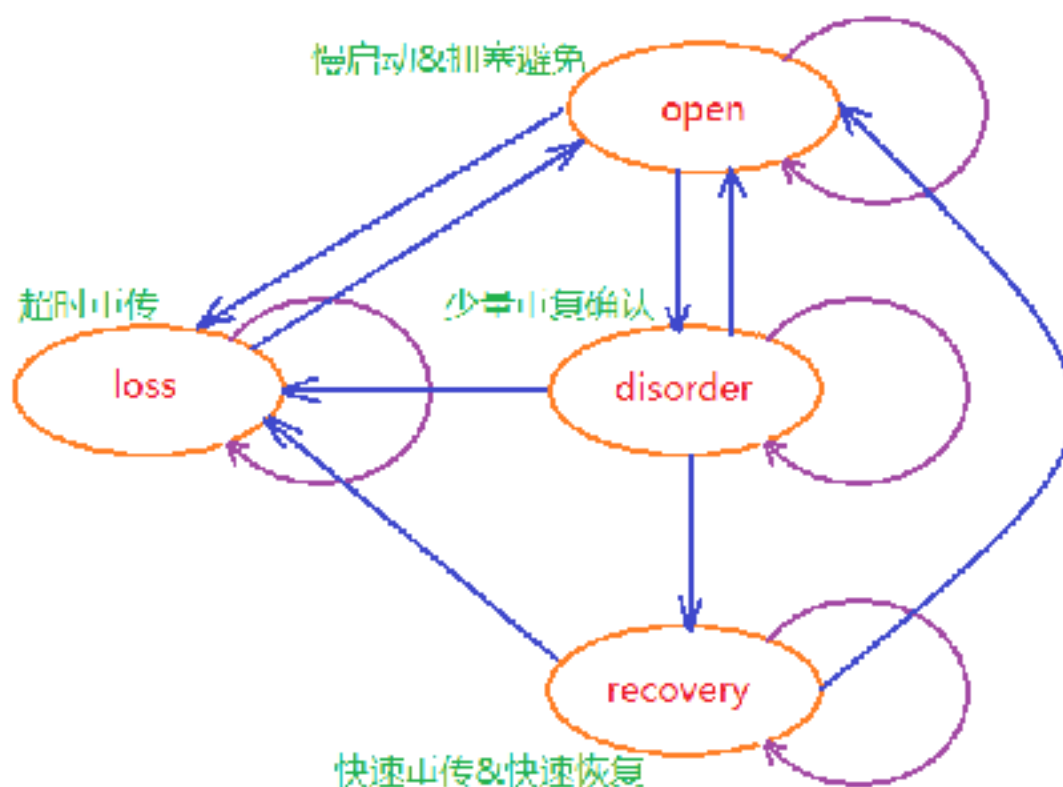 慢启动&拥塞避免
open
超时重传
少量重复确认
loss
disorder
recovery
快速重传&快速恢复